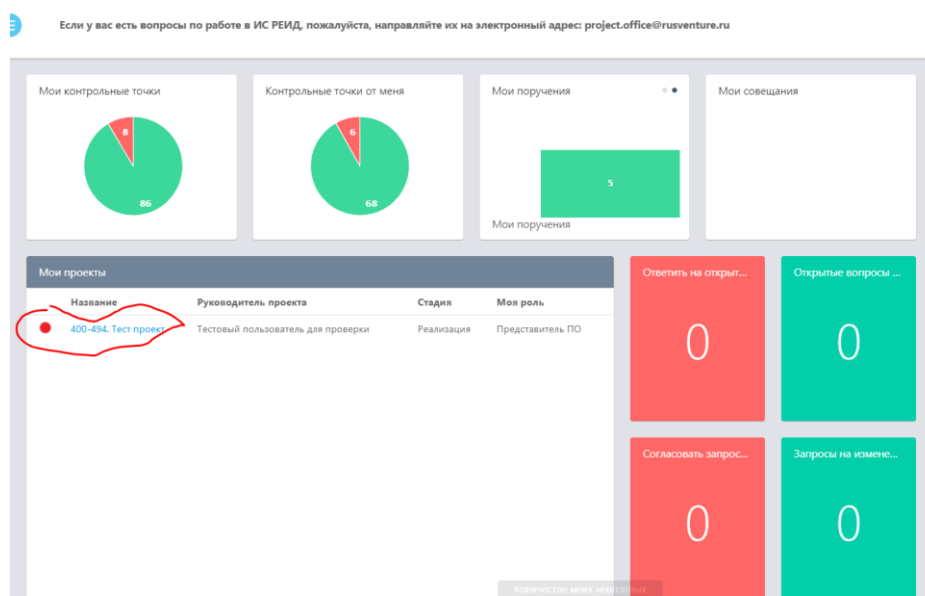 Если у вас есть вопросы по работе в ИС РЕИД, пожалуйста, направляйте их на электронный адрес: project.office@rusventure.ru
Мои контрольные точки
8
86
Контрольные точки от меня
6
68
Мои поручения
5
Мои поручения
Мои совещания
Мои проекты
Название Руководитель проекта Стадия Моя роль
400-494. Тест проект Тестовый пользователь для проверки Реализация Представитель ПО
Ответить на открыт...
0
Открытые вопросы ...
0
Согласовать запрос...
0
Запросы на измене...
0
Количество моих нештатных